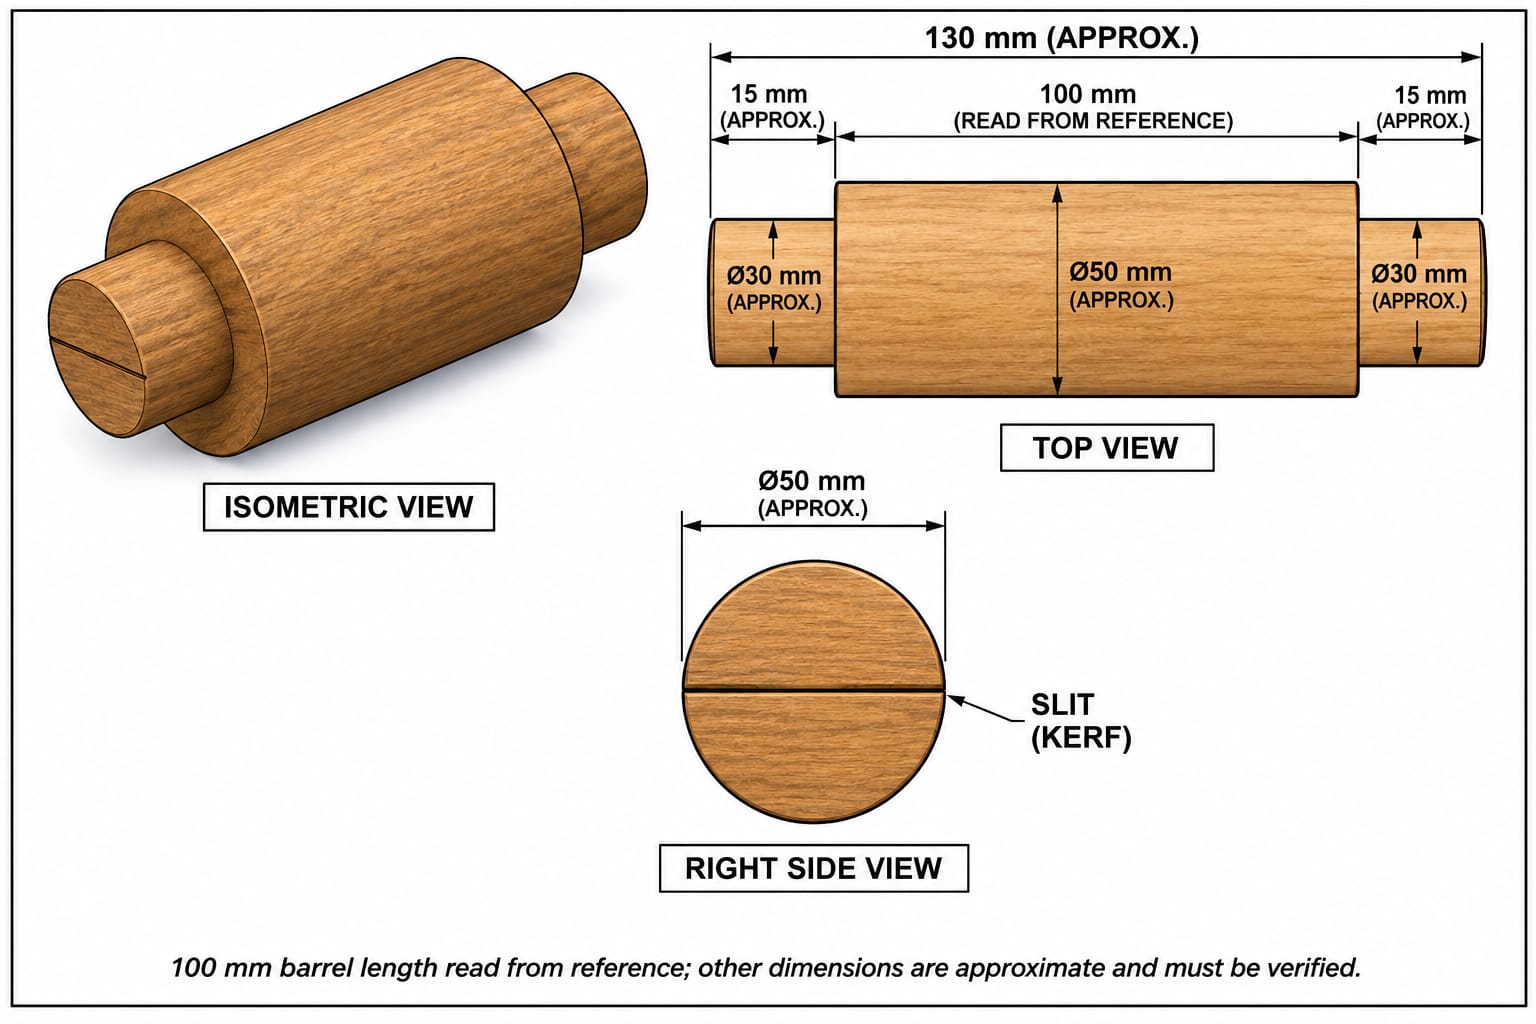 130 mm (APPROX.)
15 mm
(APPROX.)
100 mm
(READ FROM REFERENCE)
15 mm
(APPROX.)
Ø30 mm
(APPROX.)
Ø50 mm
(APPROX.)
Ø30 mm
(APPROX.)
TOP VIEW
ISOMETRIC VIEW
Ø50 mm
(APPROX.)
SLIT
(KERF)
RIGHT SIDE VIEW
100 mm barrel length read from reference; other dimensions are approximate and must be verified.